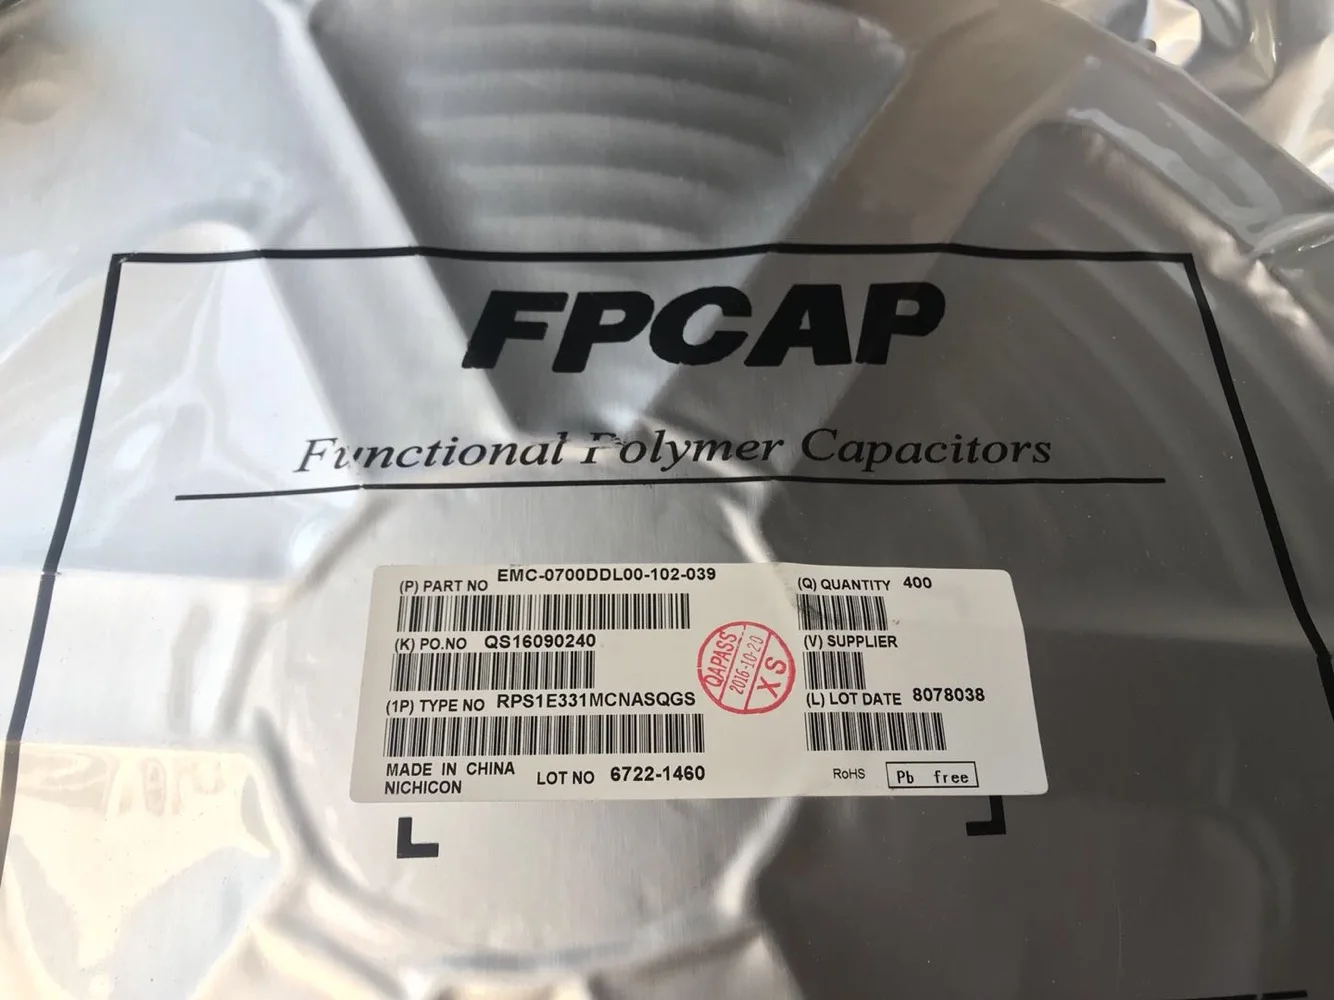 FPCAP
Functional Polymer Capacitors
(P) PART NO EMC-0700DDL00-102-039
(Q) QUANTITY 400
(K) PO.NO QS16090240
(V) SUPPLIER
QAPASS
2016-10-20
XS
(1P) TYPE NO RPS1E331MCNASQGS
(L) LOT DATE 8078038
MADE IN CHINA
NICHICON
LOT NO 6722-1460
RoHS
Pb free